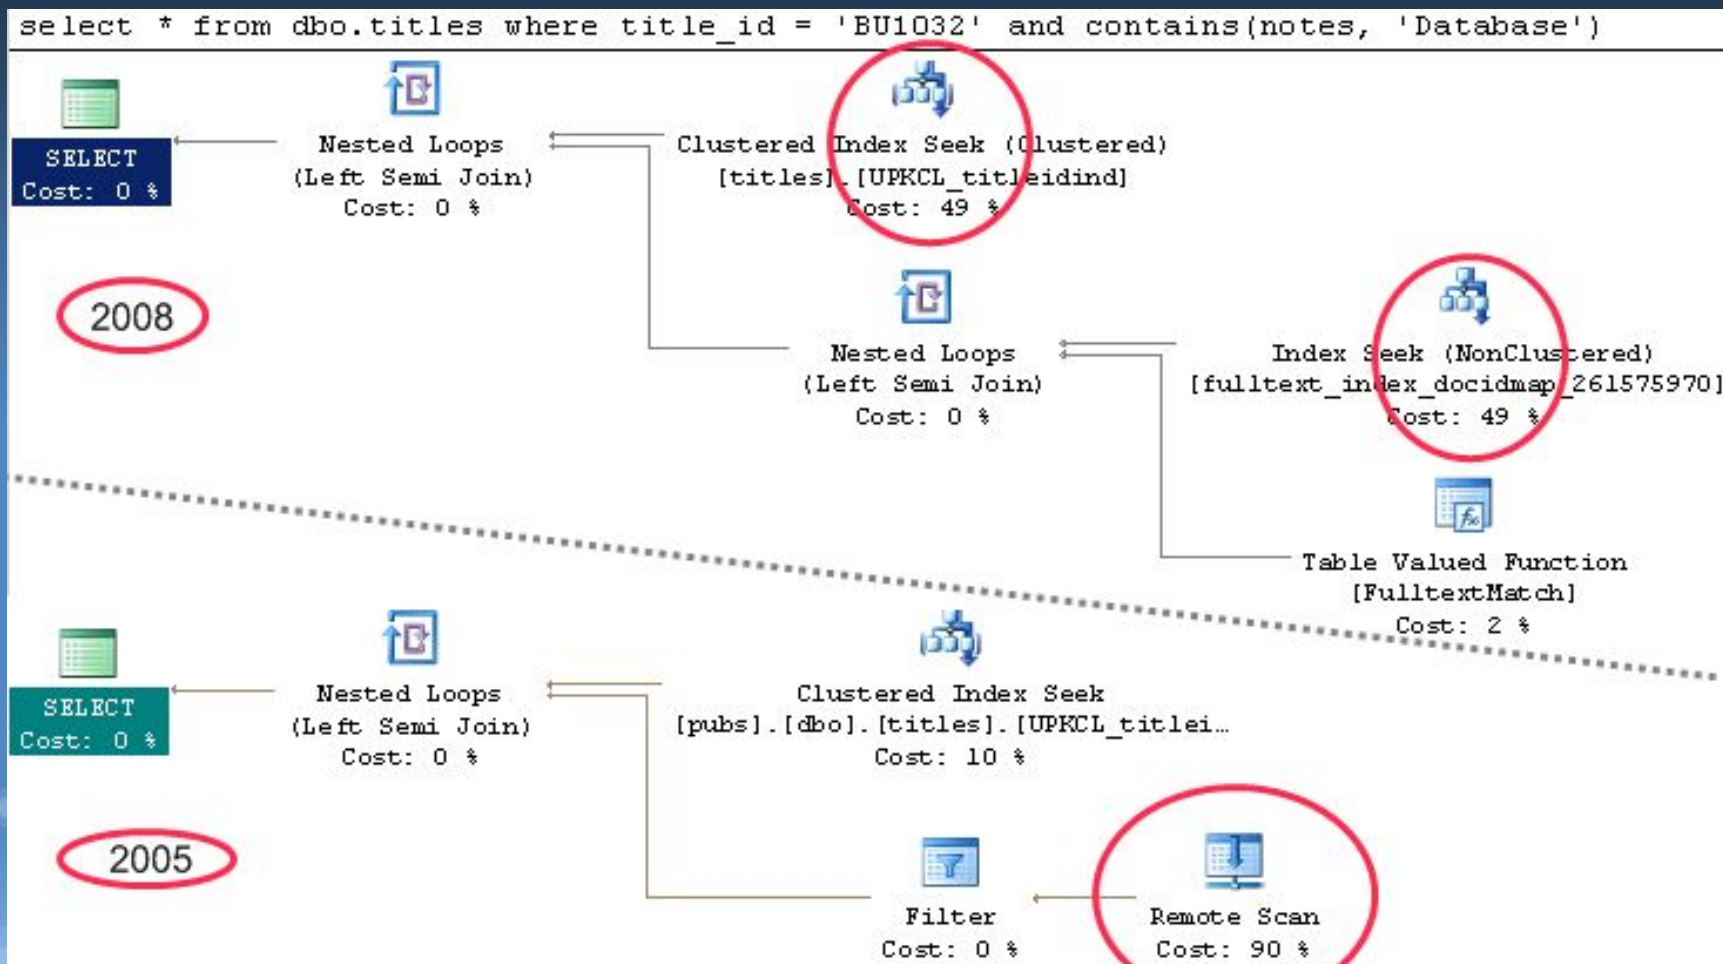 select * from dbo.titles where title_id = 'BU1032' and contains(notes, 'Database')
SELECT
Cost: 0 %
Nested Loops
(Left Semi Join)
Cost: 0 %
Clustered Index Seek (Clustered)
[titles].[UPKCL_titleidind]
Cost: 49 %
2008
Nested Loops
(Left Semi Join)
Cost: 0 %
Index Seek (NonClustered)
[fulltext_index_docidmap_261575970]
Cost: 49 %
Table Valued Function
[FulltextMatch]
Cost: 2 %
SELECT
Cost: 0 %
Nested Loops
(Left Semi Join)
Cost: 0 %
Clustered Index Seek
[pubs].[dbo].[titles].[UPKCL_titlei…
Cost: 10 %
2005
Filter
Cost: 0 %
Remote Scan
Cost: 90 %